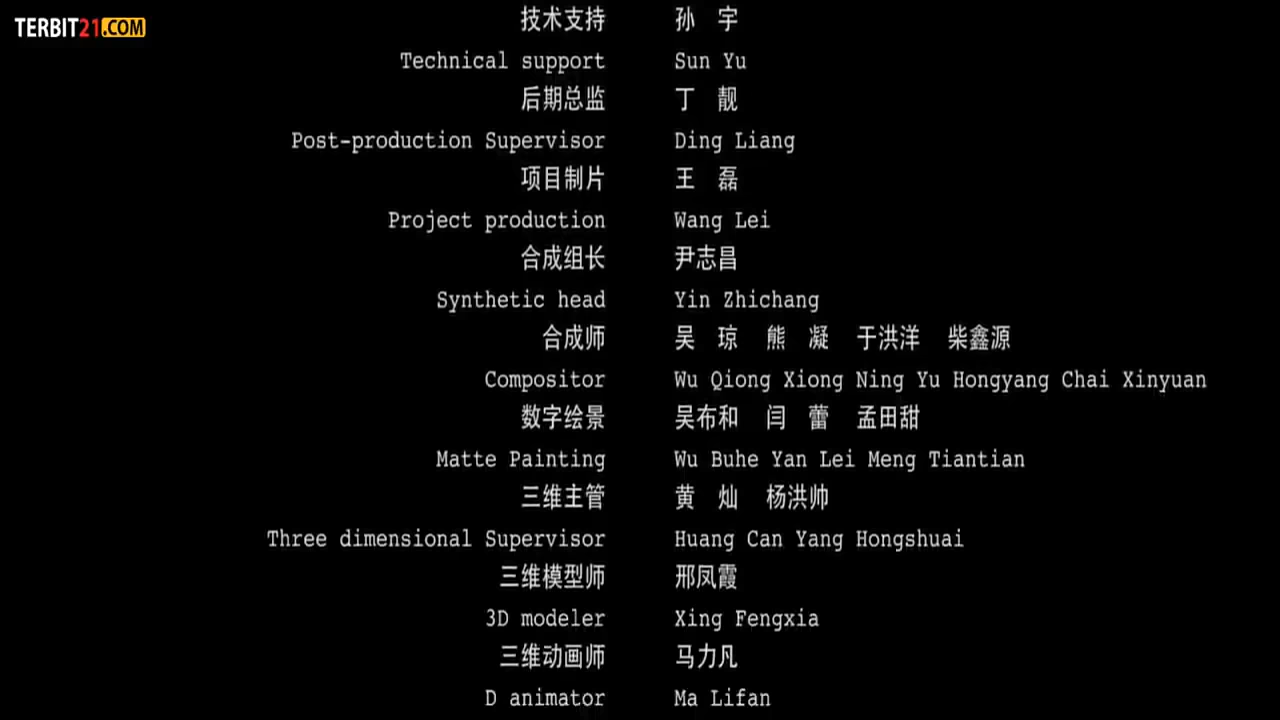 TERBIT21.COM
技术支持 孙 宇
Technical support Sun Yu
后期总监 丁 靓
Post-production Supervisor Ding Liang
项目制片 王 磊
Project production Wang Lei
合成组长 尹志昌
Synthetic head Yin Zhichang
合成师 吴 琼 熊 凝 于洪洋 柴鑫源
Compositor Wu Qiong Xiong Ning Yu Hongyang Chai Xinyuan
数字绘景 吴布和 闫 蕾 孟田甜
Matte Painting Wu Buhe Yan Lei Meng Tiantian
三维主管 黄 灿 杨洪帅
Three dimensional Supervisor Huang Can Yang Hongshuai
三维模型师 邢凤霞
3D modeler Xing Fengxia
三维动画师 马力凡
D animator Ma Lifan